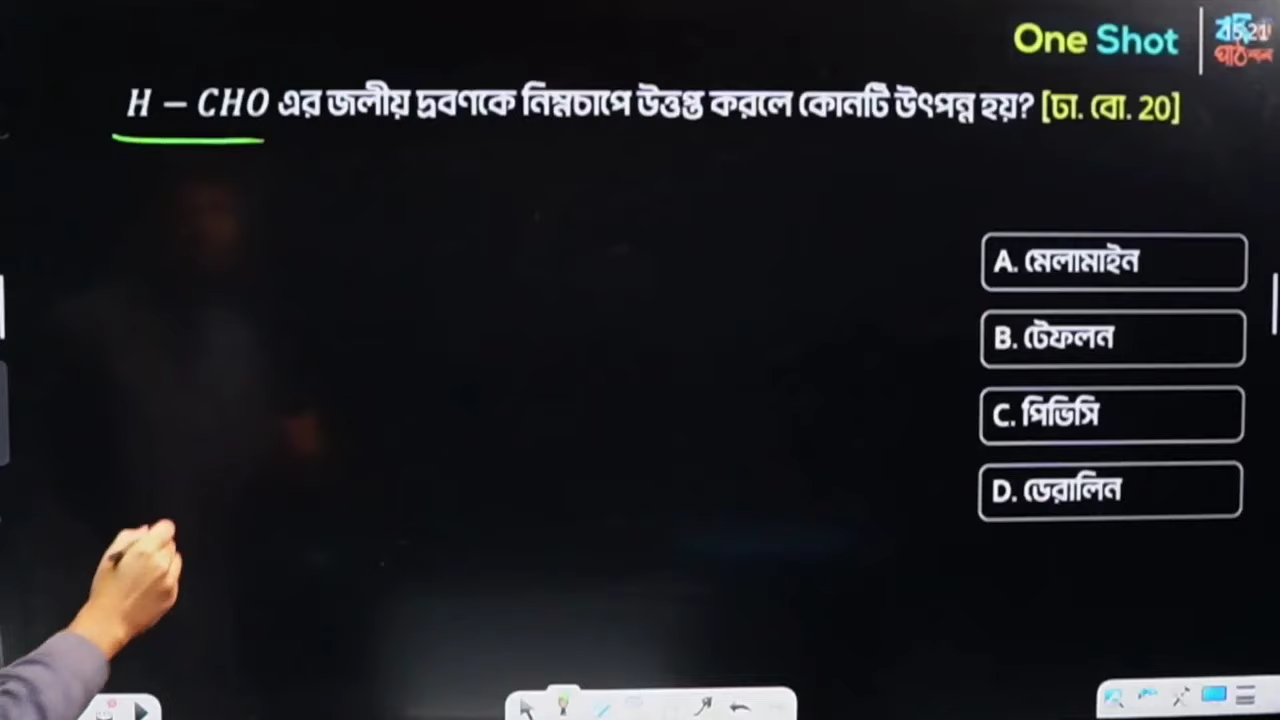 One Shot
H – CHO এর জলীয় দ্রবণকে নিম্নচাপে উত্তপ্ত করলে কোনটি উৎপন্ন হয়? [ঢা. বো. 20]
A. মেলামাইন
B. টেফলন
C. পিভিসি
D. ডেরালিন